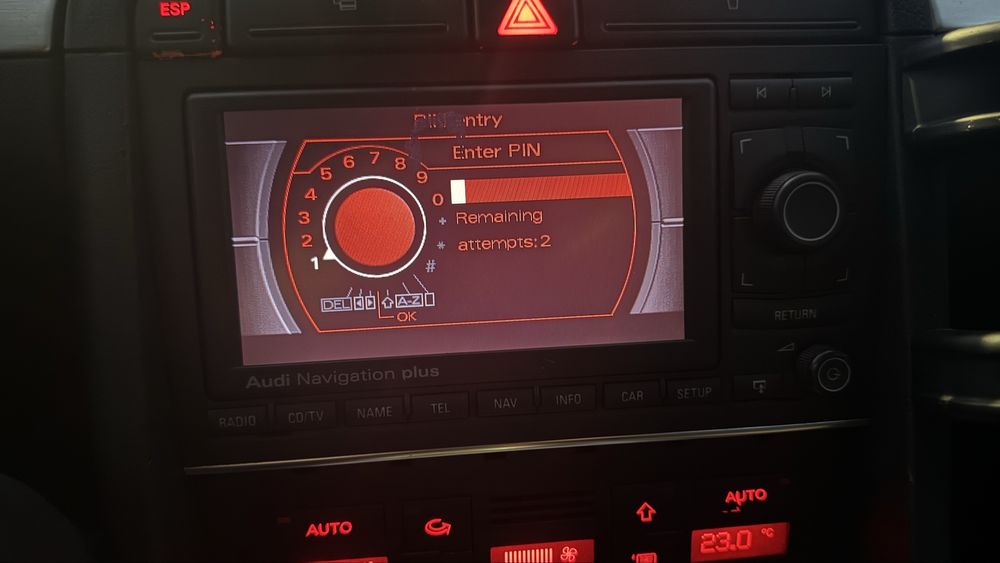 ESP
entry
Enter PIN
1 2 3 4 5 6 7 8 9 0 + * #
Remaining
attempts: 2
DEL A-Z
OK
RETURN
Audi Navigation plus
RADIO CD/TV NAME TEL NAV INFO CAR SETUP
AUTO
AUTO
23.0 °C